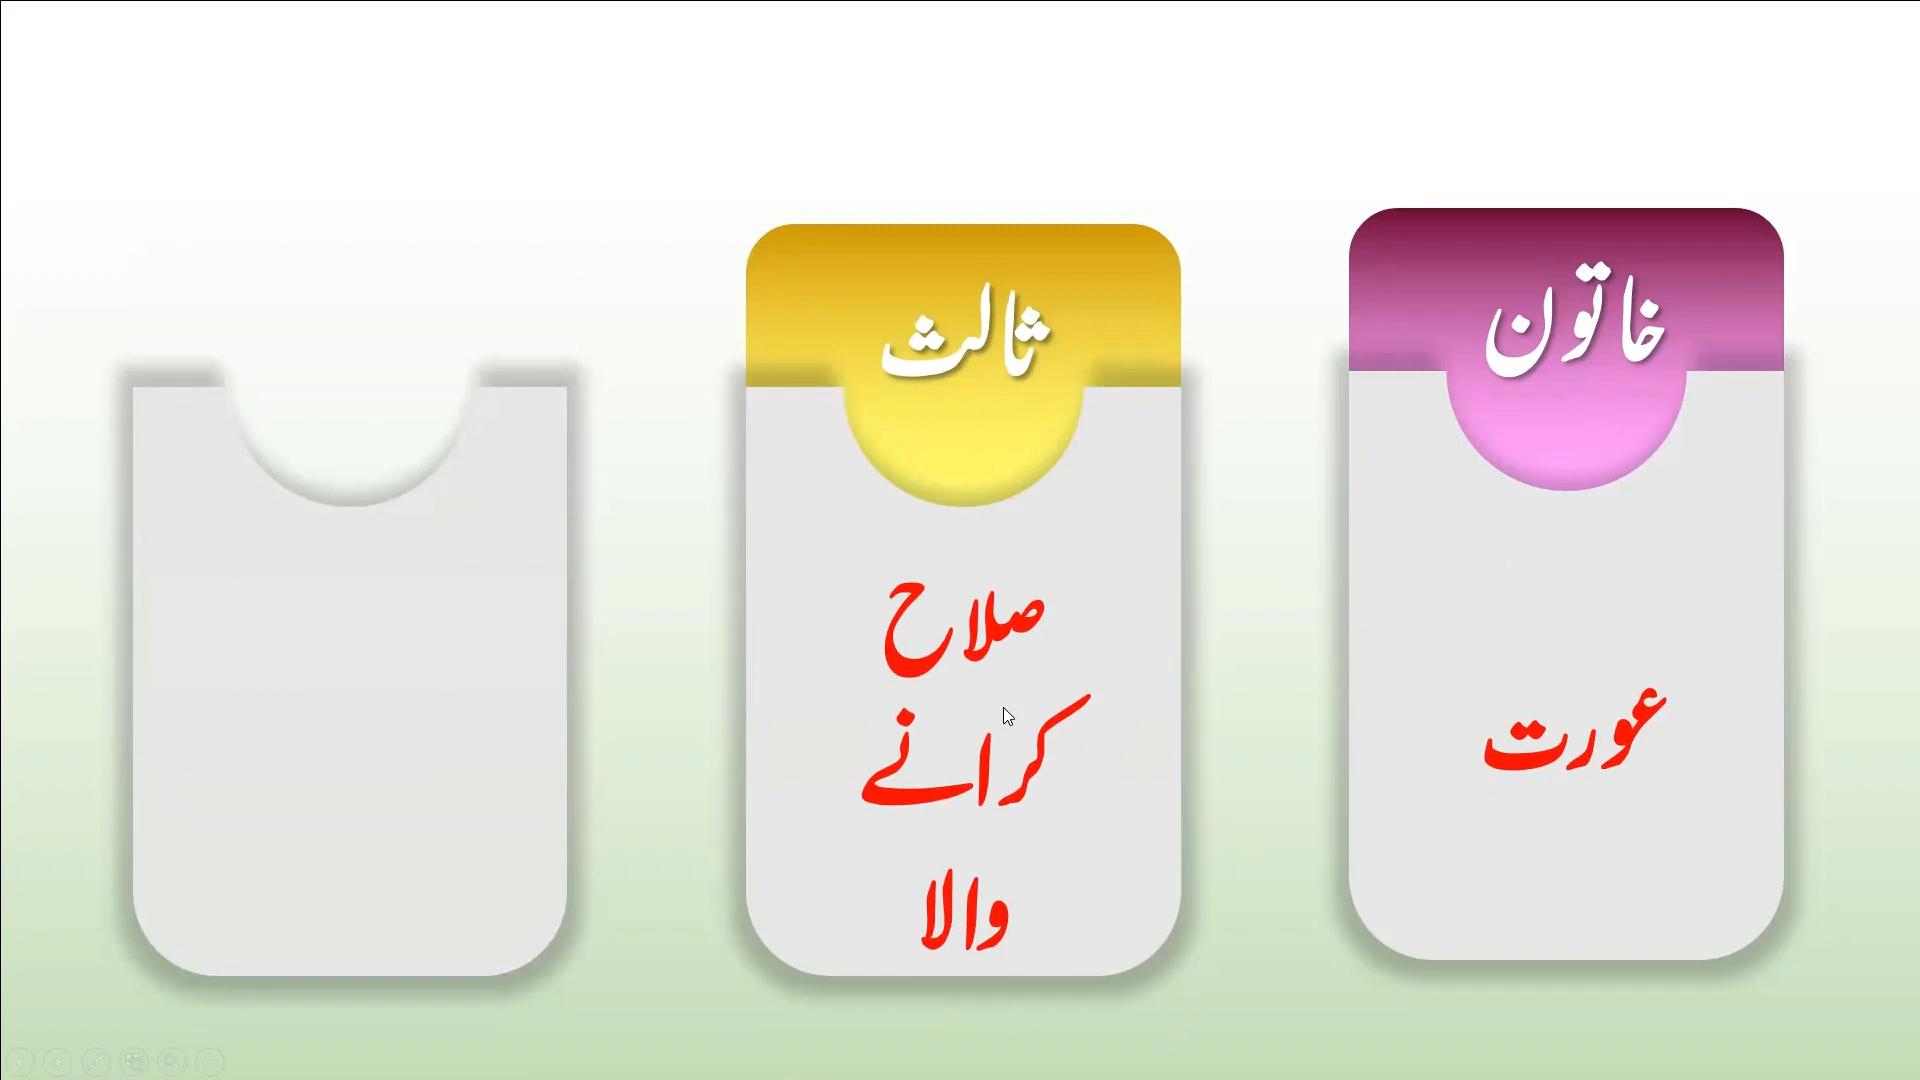 خاتون
عورت
ثالث
صلاح
کرانے
والا